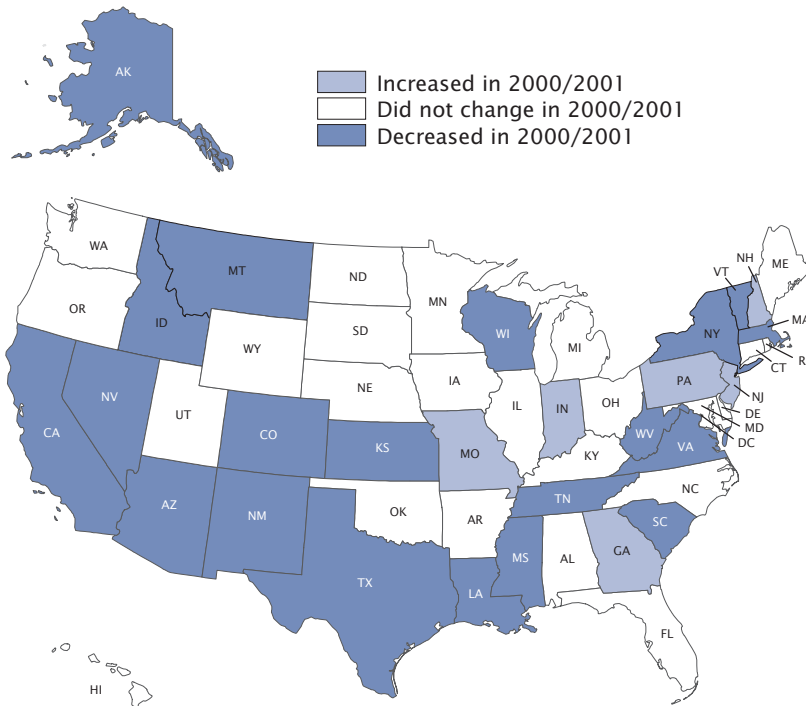 AK
Increased in 2000/2001
Did not change in 2000/2001
Decreased in 2000/2001
WA
MT
ND
MN
ME
NH
VT
OR
ID
WY
SD
WI
MI
NY
MA
R
CT
NV
UT
NE
IA
IL
IN
OH
PA
NJ
DE
MD
DC
CA
CO
KS
MO
KY
WV
VA
AZ
NM
OK
AR
TN
NC
SC
TX
LA
MS
AL
GA
FL
HI